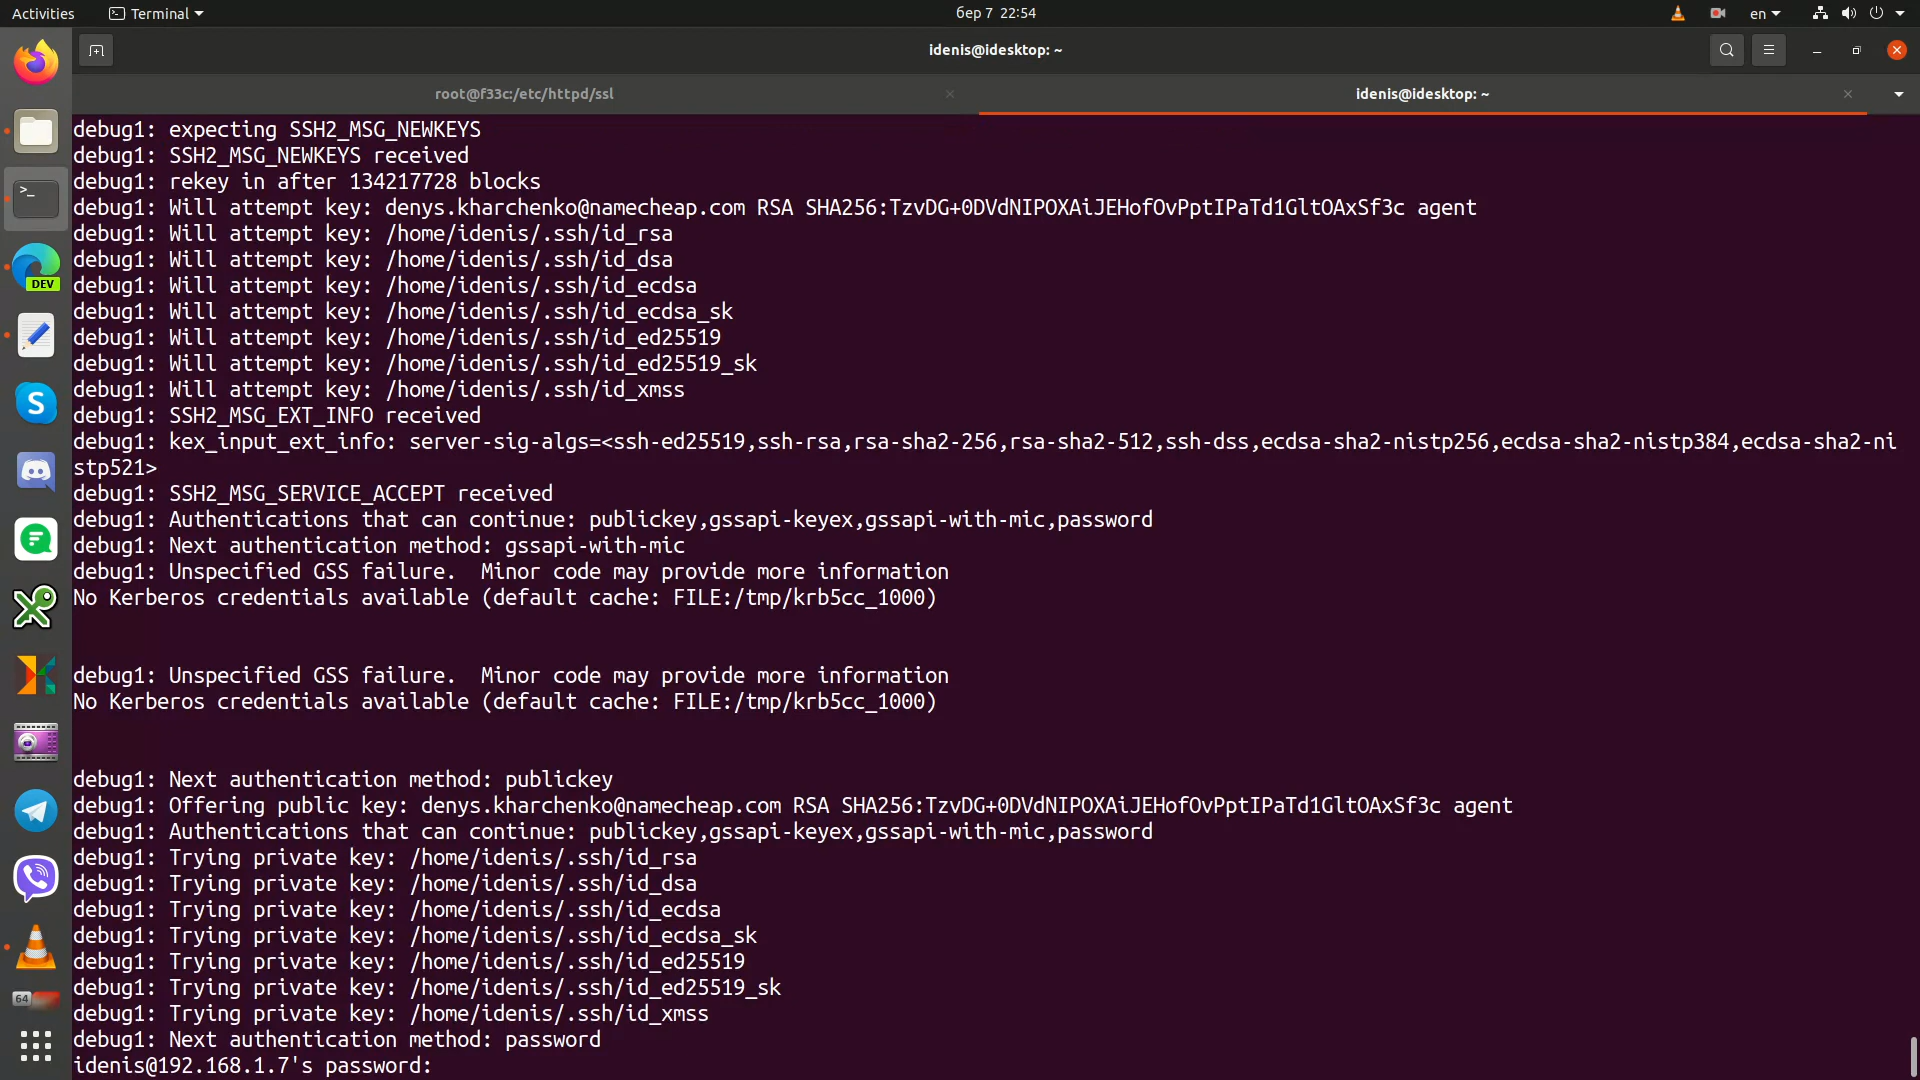 Activities
Terminal
бер 7 22:54
en
idenis@idesktop: ~
root@f33c:/etc/httpd/ssl
idenis@idesktop: ~
debug1: expecting SSH2_MSG_NEWKEYS
debug1: SSH2_MSG_NEWKEYS received
debug1: rekey in after 134217728 blocks
debug1: Will attempt key: denys.kharchenko@namecheap.com RSA SHA256:TzvDG+0DVdNIPOXAiJEHofOvPptIPaTd1GltOAxSf3c agent
debug1: Will attempt key: /home/idenis/.ssh/id_rsa
debug1: Will attempt key: /home/idenis/.ssh/id_dsa
debug1: Will attempt key: /home/idenis/.ssh/id_ecdsa
debug1: Will attempt key: /home/idenis/.ssh/id_ecdsa_sk
debug1: Will attempt key: /home/idenis/.ssh/id_ed25519
debug1: Will attempt key: /home/idenis/.ssh/id_ed25519_sk
debug1: Will attempt key: /home/idenis/.ssh/id_xmss
debug1: SSH2_MSG_EXT_INFO received
debug1: kex_input_ext_info: server-sig-algs=<ssh-ed25519,ssh-rsa,rsa-sha2-256,rsa-sha2-512,ssh-dss,ecdsa-sha2-nistp256,ecdsa-sha2-nistp384,ecdsa-sha2-ni
stp521>
debug1: SSH2_MSG_SERVICE_ACCEPT received
debug1: Authentications that can continue: publickey,gssapi-keyex,gssapi-with-mic,password
debug1: Next authentication method: gssapi-with-mic
debug1: Unspecified GSS failure.  Minor code may provide more information
No Kerberos credentials available (default cache: FILE:/tmp/krb5cc_1000)
debug1: Unspecified GSS failure.  Minor code may provide more information
No Kerberos credentials available (default cache: FILE:/tmp/krb5cc_1000)
debug1: Next authentication method: publickey
debug1: Offering public key: denys.kharchenko@namecheap.com RSA SHA256:TzvDG+0DVdNIPOXAiJEHofOvPptIPaTd1GltOAxSf3c agent
debug1: Authentications that can continue: publickey,gssapi-keyex,gssapi-with-mic,password
debug1: Trying private key: /home/idenis/.ssh/id_rsa
debug1: Trying private key: /home/idenis/.ssh/id_dsa
debug1: Trying private key: /home/idenis/.ssh/id_ecdsa
debug1: Trying private key: /home/idenis/.ssh/id_ecdsa_sk
debug1: Trying private key: /home/idenis/.ssh/id_ed25519
debug1: Trying private key: /home/idenis/.ssh/id_ed25519_sk
debug1: Trying private key: /home/idenis/.ssh/id_xmss
debug1: Next authentication method: password
idenis@192.168.1.7's password:
>_
DEV
S
64